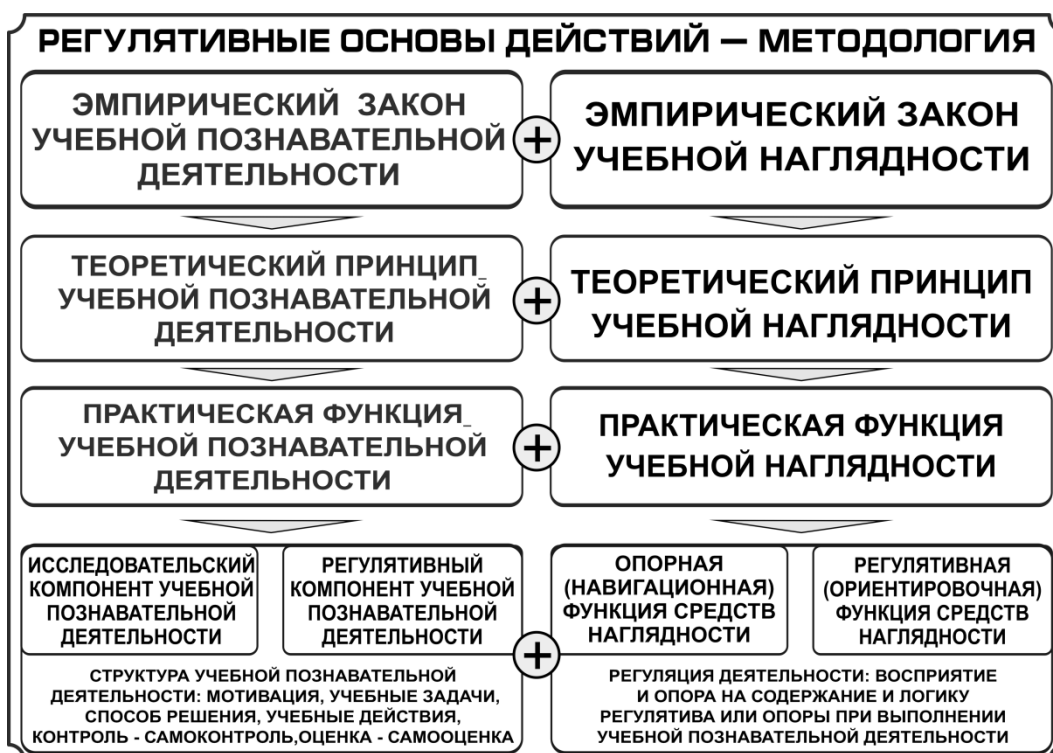 РЕГУЛЯТИВНЫЕ ОСНОВЫ ДЕЙСТВИЙ — МЕТОДОЛОГИЯ
ЭМПИРИЧЕСКИЙ ЗАКОН
УЧЕБНОЙ ПОЗНАВАТЕЛЬНОЙ
ДЕЯТЕЛЬНОСТИ
+
ЭМПИРИЧЕСКИЙ ЗАКОН
УЧЕБНОЙ НАГЛЯДНОСТИ
ТЕОРЕТИЧЕСКИЙ ПРИНЦИП_
УЧЕБНОЙ ПОЗНАВАТЕЛЬНОЙ
ДЕЯТЕЛЬНОСТИ
+
ТЕОРЕТИЧЕСКИЙ ПРИНЦИП
УЧЕБНОЙ НАГЛЯДНОСТИ
ПРАКТИЧЕСКАЯ ФУНКЦИЯ_
УЧЕБНОЙ ПОЗНАВАТЕЛЬНОЙ
ДЕЯТЕЛЬНОСТИ
+
ПРАКТИЧЕСКАЯ ФУНКЦИЯ
УЧЕБНОЙ НАГЛЯДНОСТИ
ИССЛЕДОВАТЕЛЬСКИЙ
КОМПОНЕНТ УЧЕБНОЙ
ПОЗНАВАТЕЛЬНОЙ
ДЕЯТЕЛЬНОСТИ
РЕГУЛЯТИВНЫЙ
КОМПОНЕНТ УЧЕБНОЙ
ПОЗНАВАТЕЛЬНОЙ
ДЕЯТЕЛЬНОСТИ
СТРУКТУРА УЧЕБНОЙ ПОЗНАВАТЕЛЬНОЙ
ДЕЯТЕЛЬНОСТИ: МОТИВАЦИЯ, УЧЕБНЫЕ ЗАДАЧИ,
СПОСОБ РЕШЕНИЯ, УЧЕБНЫЕ ДЕЙСТВИЯ,
КОНТРОЛЬ - САМОКОНТРОЛЬ,ОЦЕНКА - САМООЦЕНКА
+
ОПОРНАЯ
(НАВИГАЦИОННАЯ)
ФУНКЦИЯ СРЕДСТВ
НАГЛЯДНОСТИ
РЕГУЛЯТИВНАЯ
(ОРИЕНТИРОВОЧНАЯ)
ФУНКЦИЯ СРЕДСТВ
НАГЛЯДНОСТИ
РЕГУЛЯЦИЯ ДЕЯТЕЛЬНОСТИ: ВОСПРИЯТИЕ
И ОПОРА НА СОДЕРЖАНИЕ И ЛОГИКУ
РЕГУЛЯТИВА ИЛИ ОПОРЫ ПРИ ВЫПОЛНЕНИИ
УЧЕБНОЙ ПОЗНАВАТЕЛЬНОЙ ДЕЯТЕЛЬНОСТИ